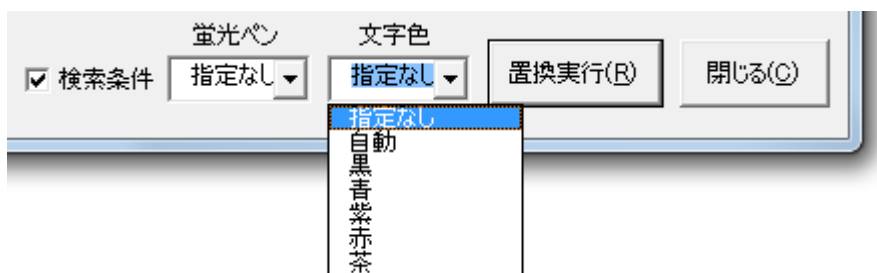 蛍光ペン 文字色
検索条件 指定なし 指定なし 置換実行(R) 閉じる(C)
指定なし
自動
黒
青
紫
赤
茶